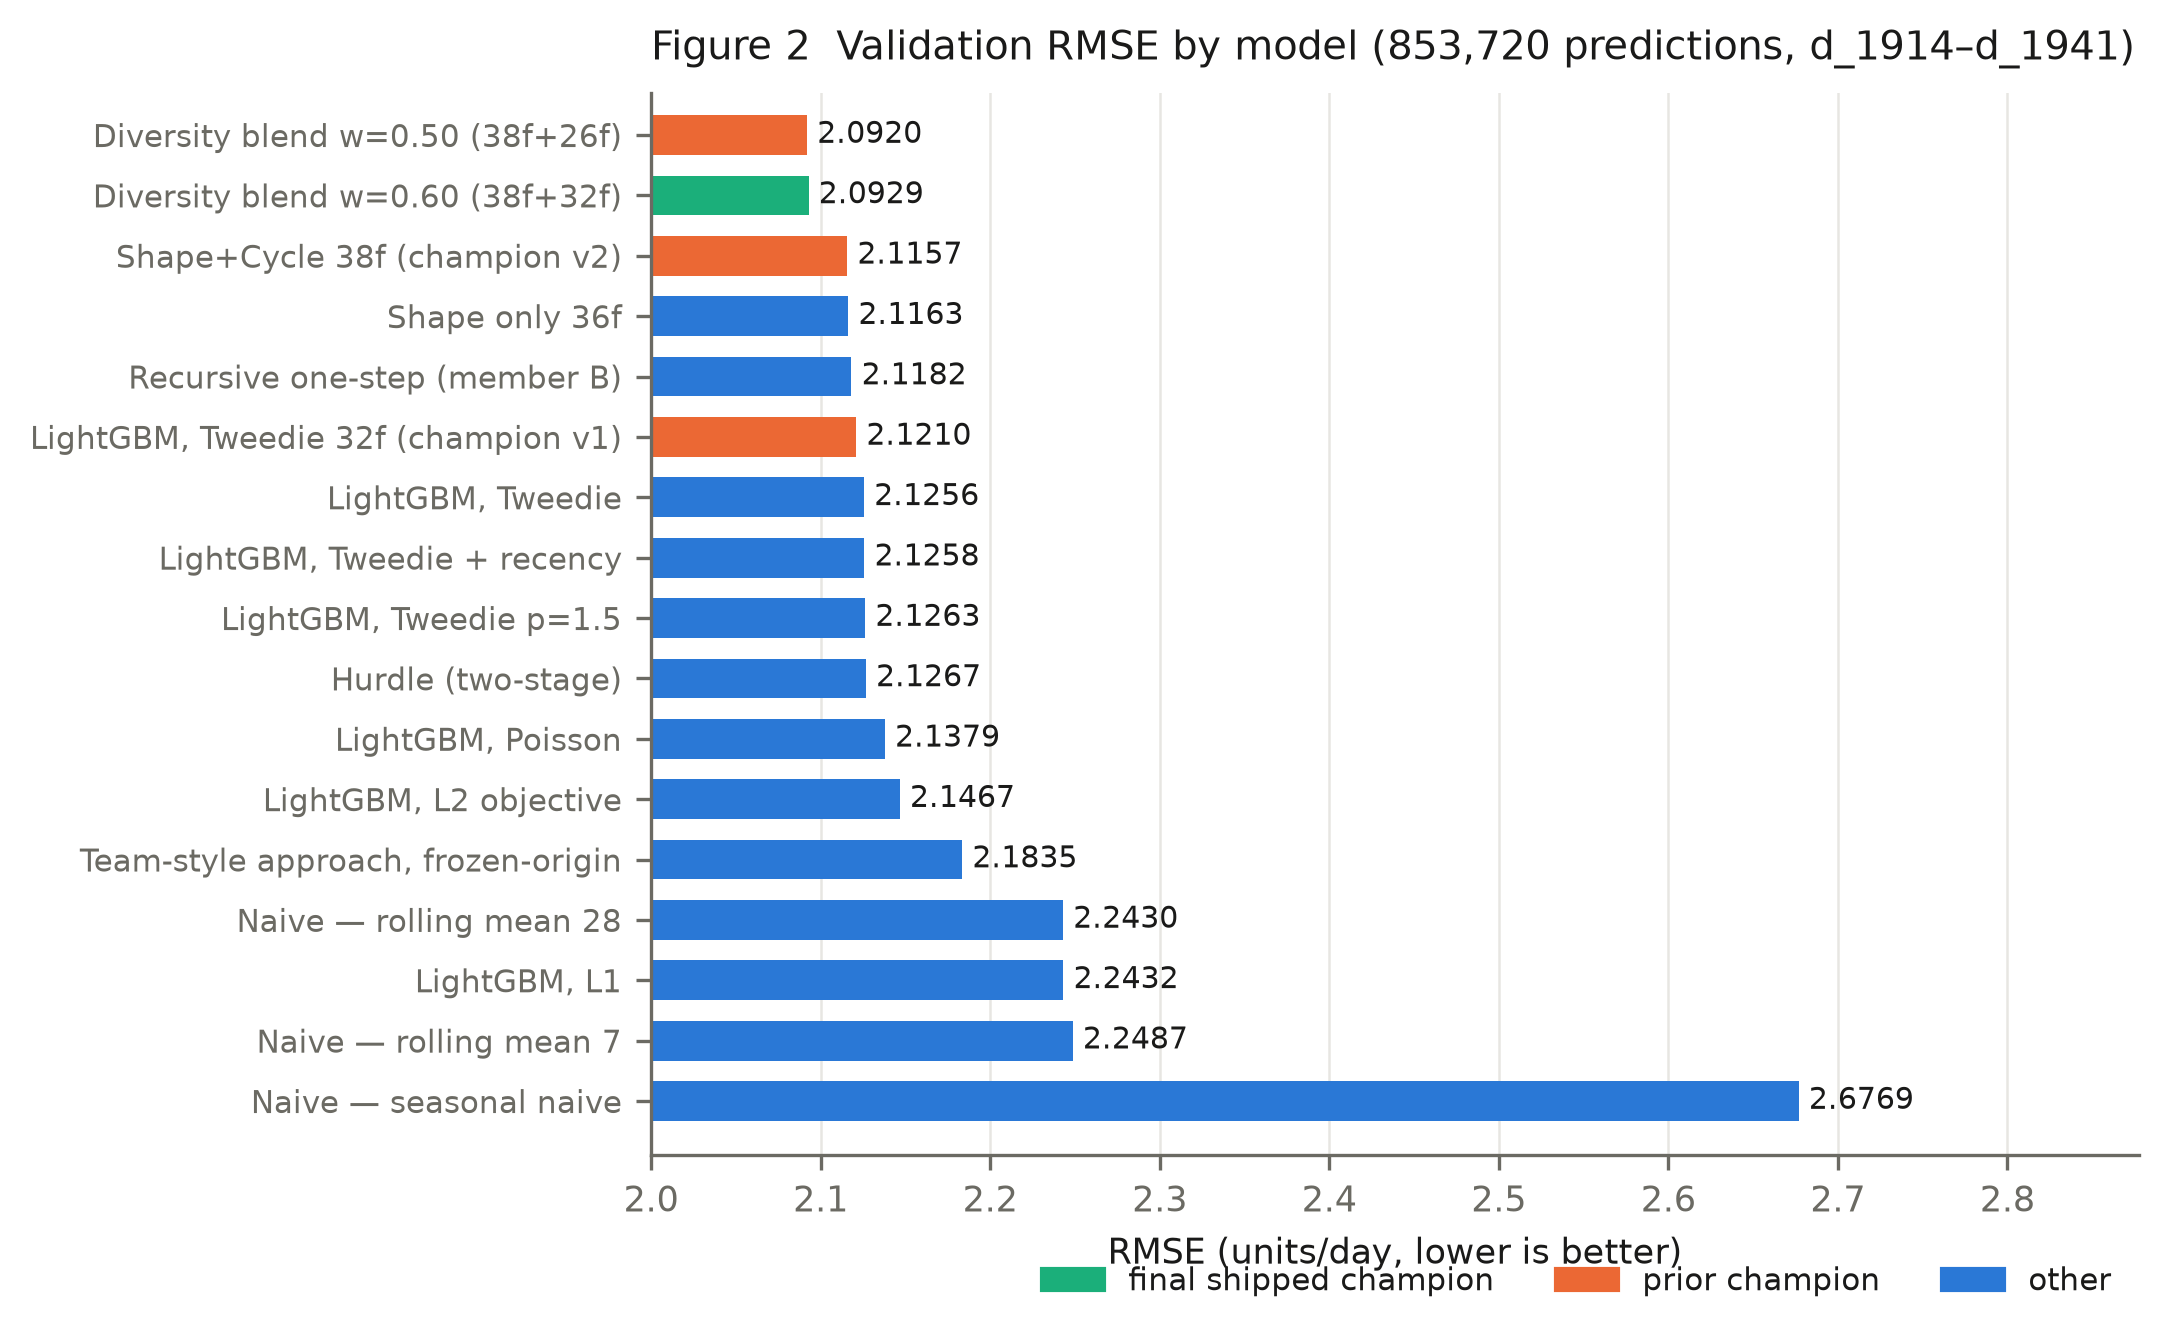 Figure 2  Validation RMSE by model (853,720 predictions, d_1914–d_1941)
Diversity blend w=0.50 (38f+26f) 2.0920
Diversity blend w=0.60 (38f+32f) 2.0929
Shape+Cycle 38f (champion v2) 2.1157
Shape only 36f 2.1163
Recursive one-step (member B) 2.1182
LightGBM, Tweedie 32f (champion v1) 2.1210
LightGBM, Tweedie 2.1256
LightGBM, Tweedie + recency 2.1258
LightGBM, Tweedie p=1.5 2.1263
Hurdle (two-stage) 2.1267
LightGBM, Poisson 2.1379
LightGBM, L2 objective 2.1467
Team-style approach, frozen-origin 2.1835
Naive — rolling mean 28 2.2430
LightGBM, L1 2.2432
Naive — rolling mean 7 2.2487
Naive — seasonal naive 2.6769
2.0 2.1 2.2 2.3 2.4 2.5 2.6 2.7 2.8
RMSE (units/day, lower is better)
final shipped champion prior champion other